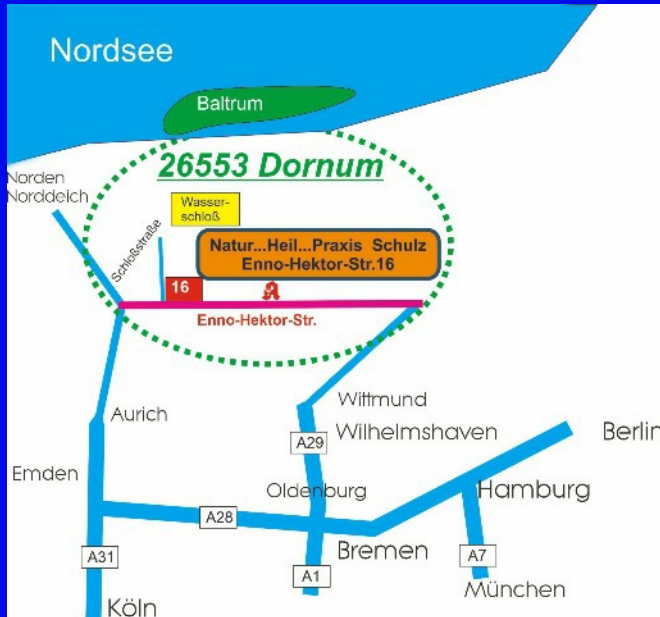 Nordsee
Baltrum
26553 Dornum
Norden
Norddeich
Wasser-
schloß
Schloßstraße
Natur...Heil...Praxis Schulz
Enno-Hektor-Str.16
16
A
Enno-Hektor-Str.
Aurich
Wittmund
A29
Wilhelmshaven
Berlin
Emden
Oldenburg
Hamburg
A28
Bremen
A31
A1
A7
München
Köln